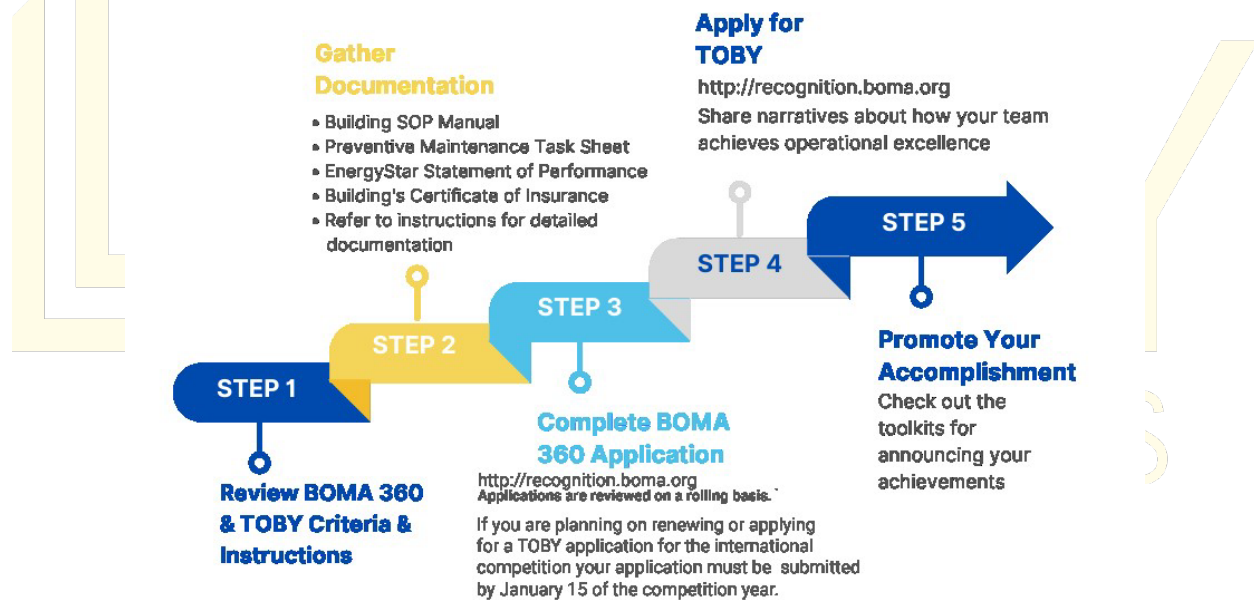 Apply for
TOBY
http://recognition.boma.org
Share narratives about how your team
achieves operational excellence
Gather
Documentation
• Building SOP Manual
• Preventive Maintenance Task Sheet
• EnergyStar Statement of Performance
• Building's Certificate of Insurance
• Refer to instructions for detailed
documentation
STEP 1
STEP 2
STEP 3
STEP 4
STEP 5
Review BOMA 360
& TOBY Criteria &
Instructions
Complete BOMA
360 Application
http://recognition.boma.org
Applications are reviewed on a rolling basis.
If you are planning on renewing or applying
for a TOBY application for the international
competition your application must be submitted
by January 15 of the competition year.
Promote Your
Accomplishment
Check out the
toolkits for
announcing your
achievements